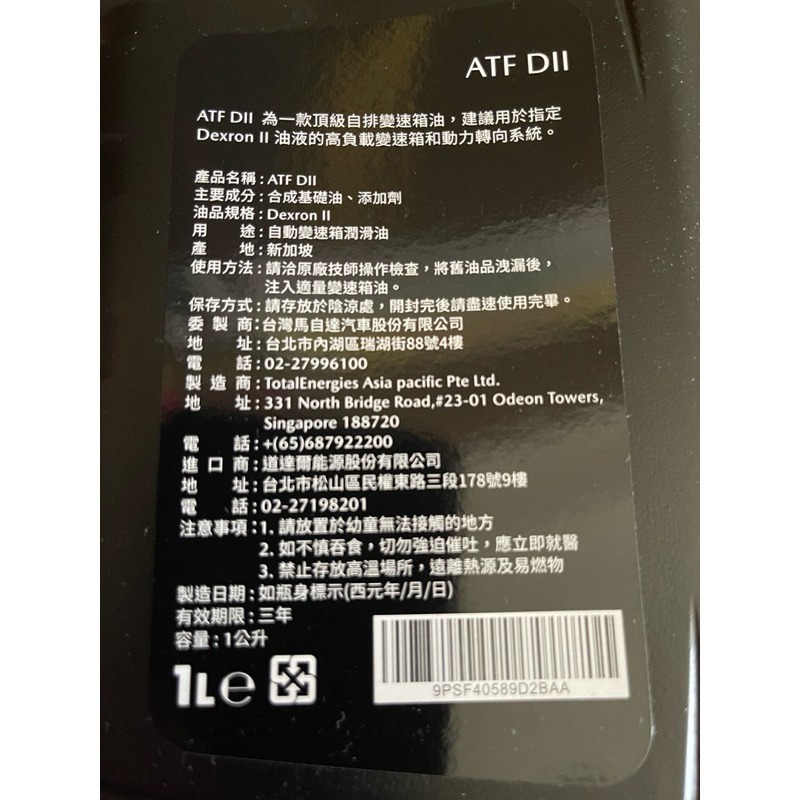 ATF DII
ATF DII 為一款頂級自排變速箱油，建議用於指定
Dexron II 油液的高負載變速箱和動力轉向系統。
產品名稱：ATF DII
主要成分：合成基礎油、添加劑
油品規格：Dexron II
用 途：自動變速箱潤滑油
產 地：新加坡
使用方法：請洽原廠技師操作檢查，將舊油品洩漏後，
注入適量變速箱油。
保存方式：請存放於陰涼處，開封完後請盡速使用完畢。
委 製 商：台灣馬自達汽車股份有限公司
地 址：台北市內湖區瑞湖街88號4樓
電 話：02-27996100
製 造 商：TotalEnergies Asia pacific Pte Ltd.
地 址：331 North Bridge Road,#23-01 Odeon Towers,
Singapore 188720
電 話：+(65)687922200
進 口 商：道達爾能源股份有限公司
地 址：台北市松山區民權東路三段178號9樓
電 話：02-27198201
注意事項：1. 請放置於幼童無法接觸的地方
2. 如不慎吞食，切勿強迫催吐，應立即就醫
3. 禁止存放高溫場所，遠離熱源及易燃物
製造日期：如瓶身標示(西元年/月/日)
有效期限：三年
容量：1公升
1L℮
9PSF40589D2BAA